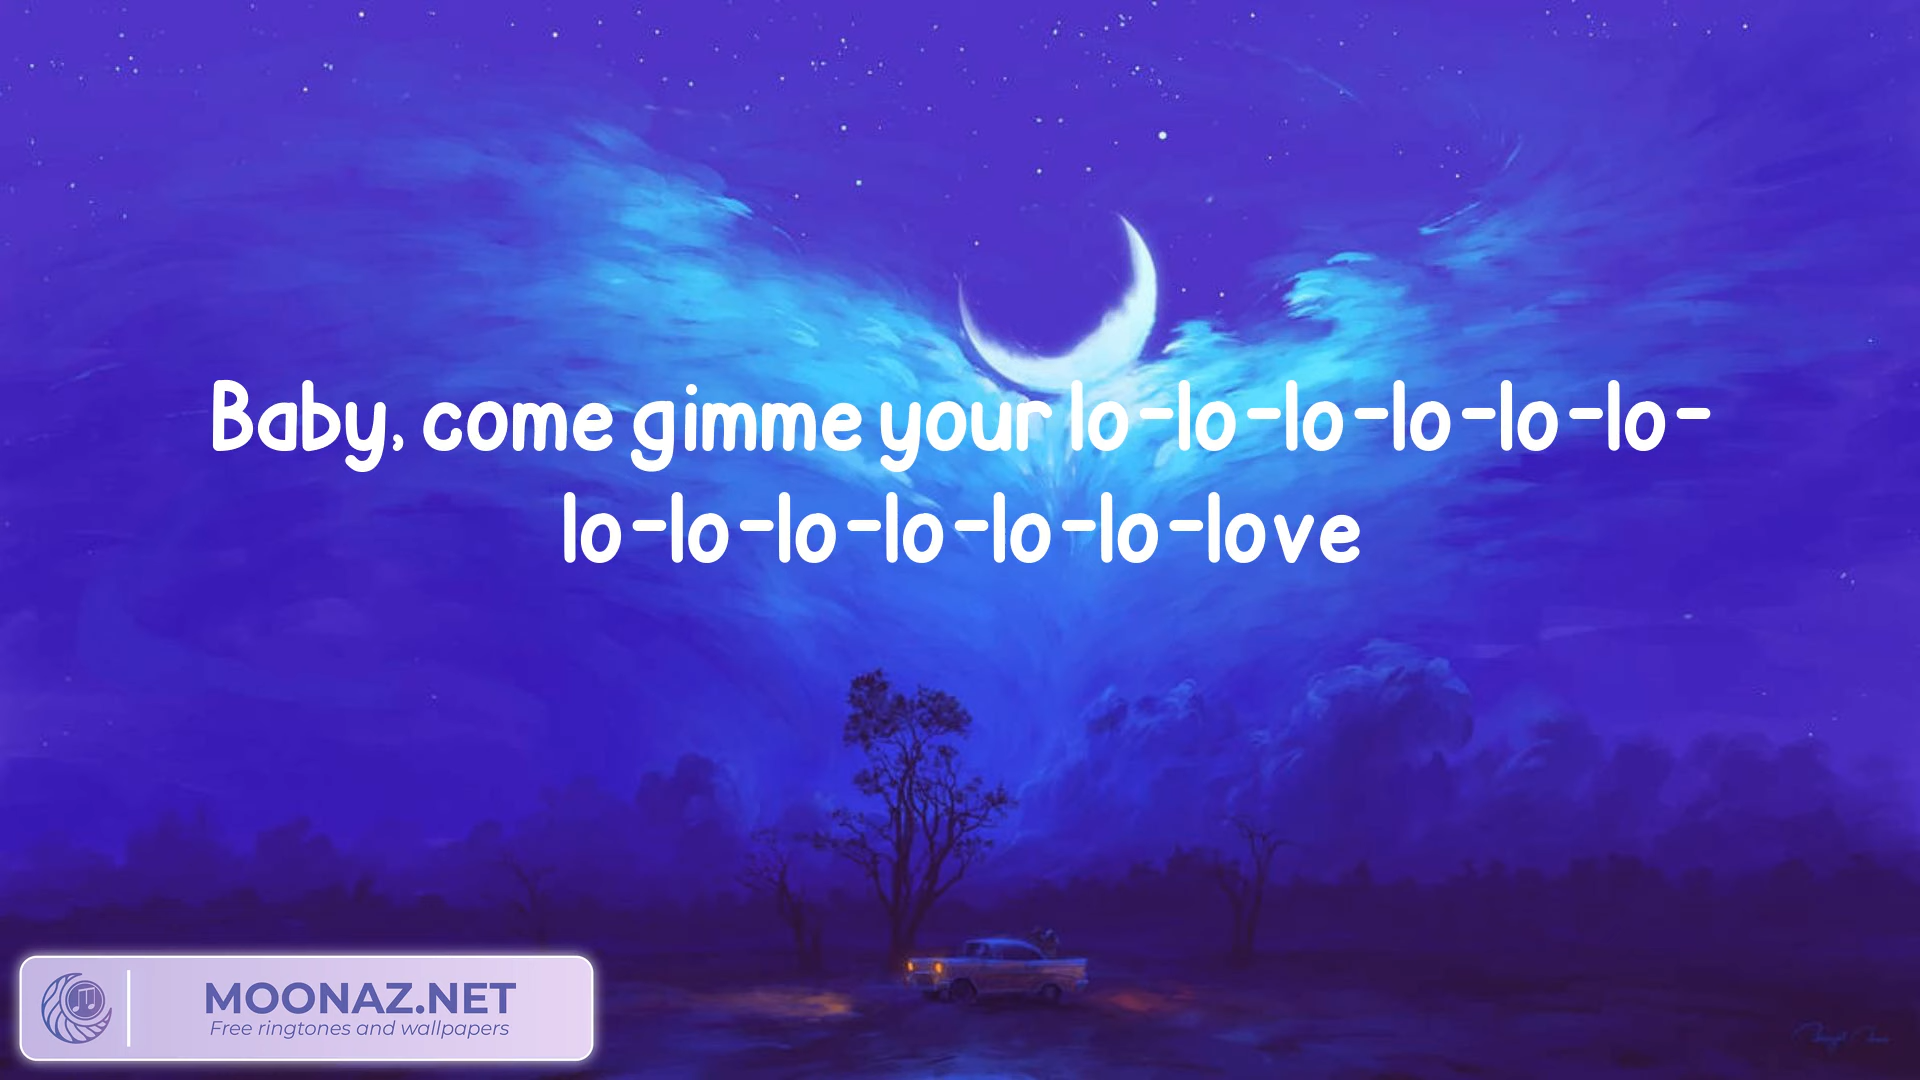 Baby, come gimme your lo-lo-lo-lo-lo-lo-
lo-lo-lo-lo-lo-lo-love
MOONAZ.NET
Free ringtones and wallpapers